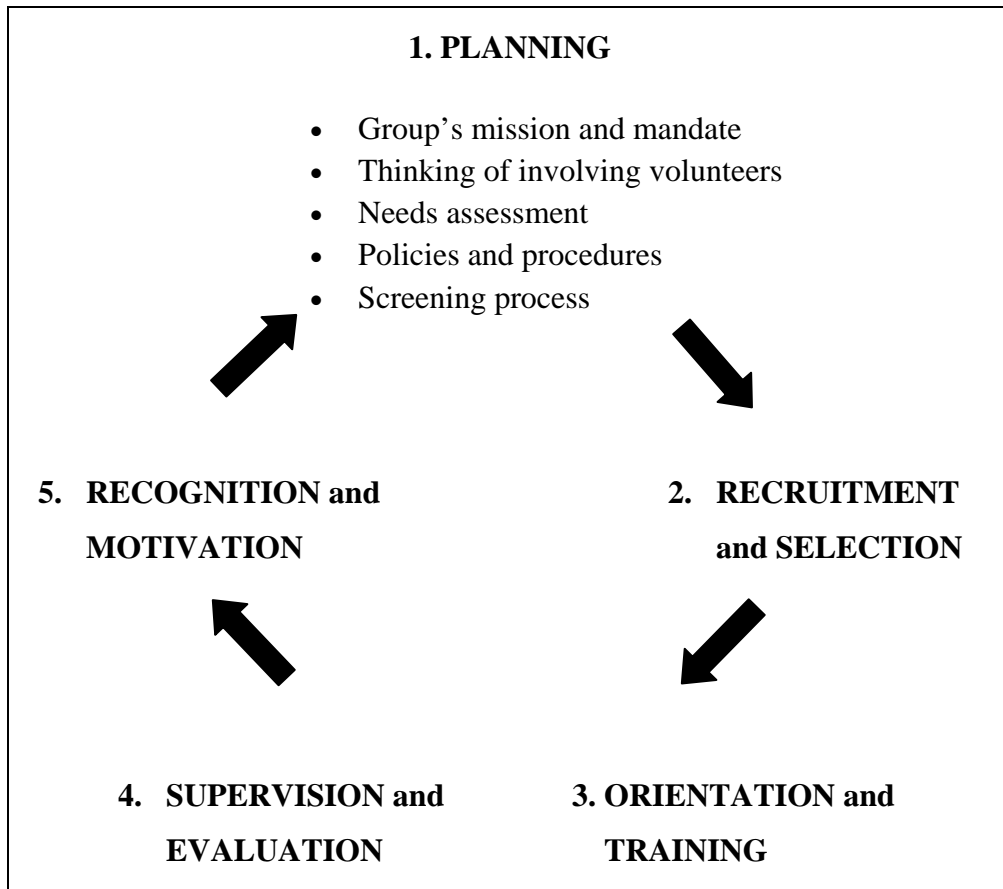 1. PLANNING
• Group’s mission and mandate
• Thinking of involving volunteers
• Needs assessment
• Policies and procedures
• Screening process
5. RECOGNITION and
MOTIVATION
2. RECRUITMENT
and SELECTION
4. SUPERVISION and
EVALUATION
3. ORIENTATION and
TRAINING